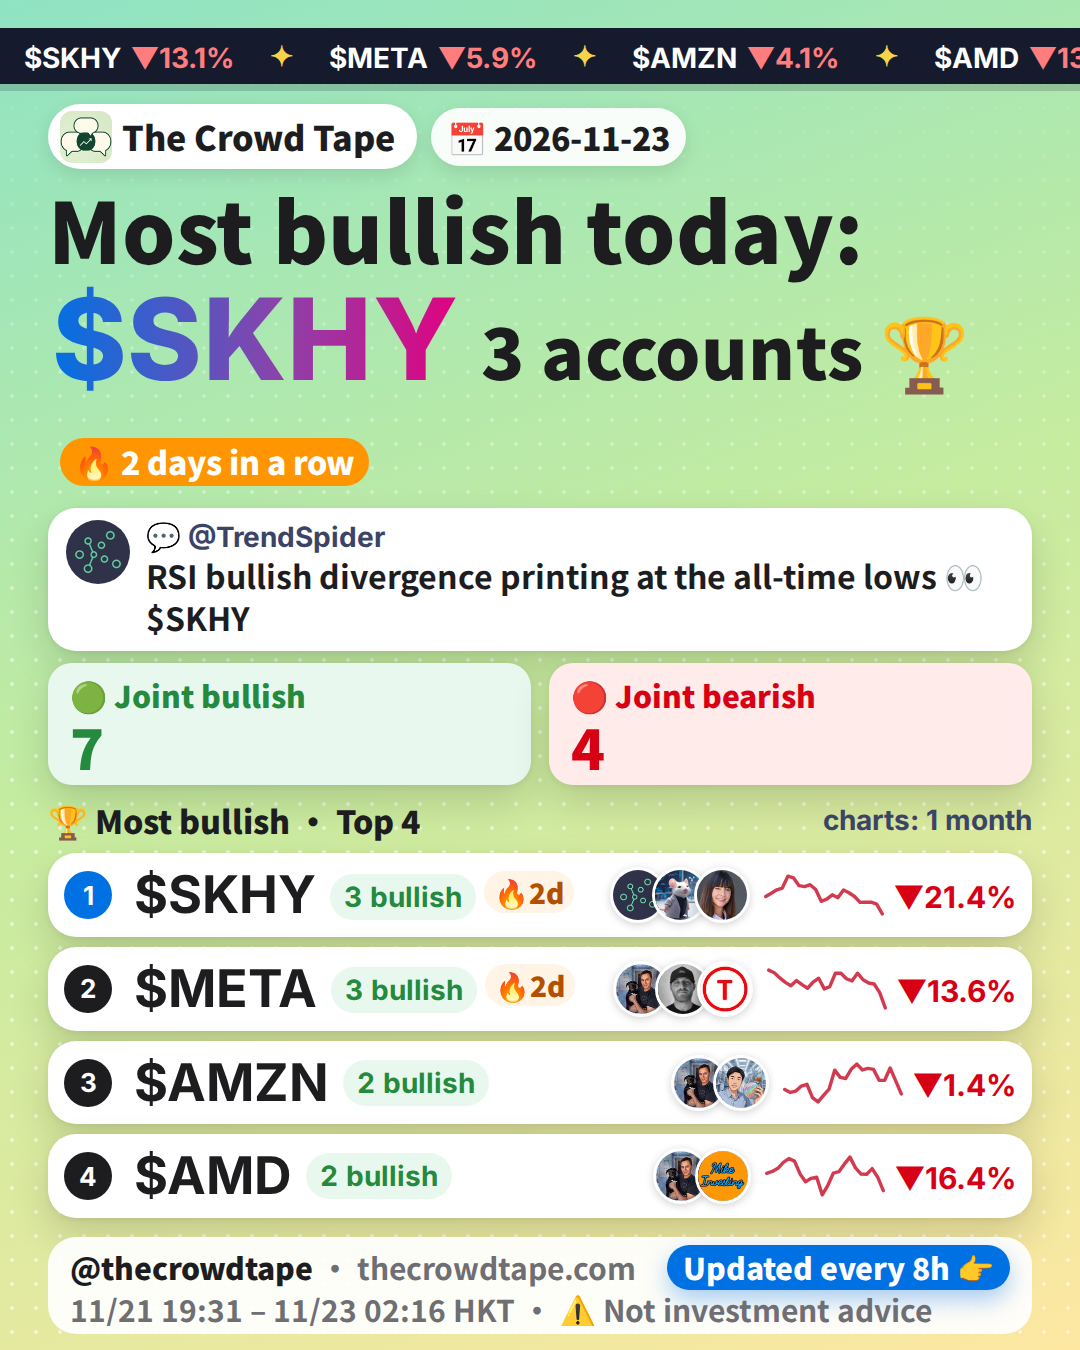 $SKHY ▼13.1% ✦ $META ▼5.9% ✦ $AMZN ▼4.1% ✦ $AMD ▼13
The Crowd Tape
July 17 2026-11-23
Most bullish today:
$SKHY 3 accounts 🏆
🔥 2 days in a row
💬 @TrendSpider
RSI bullish divergence printing at the all-time lows 👀
$SKHY
🟢 Joint bullish
7
🔴 Joint bearish
4
🏆 Most bullish • Top 4
charts: 1 month
1 $SKHY 3 bullish 🔥2d ▼21.4%
2 $META 3 bullish 🔥2d T ▼13.6%
3 $AMZN 2 bullish ▼1.4%
4 $AMD 2 bullish Mike Investing ▼16.4%
@thecrowdtape • thecrowdtape.com
Updated every 8h 👉
11/21 19:31 – 11/23 02:16 HKT • ⚠️ Not investment advice